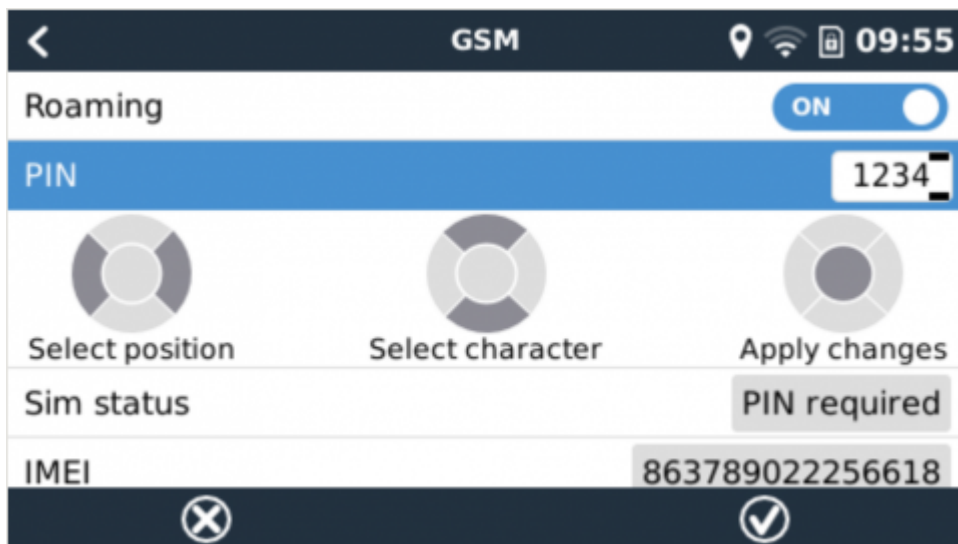 GSM 09:55
Roaming ON
PIN 1234
Select position Select character Apply changes
Sim status PIN required
IMEI 863789022256618